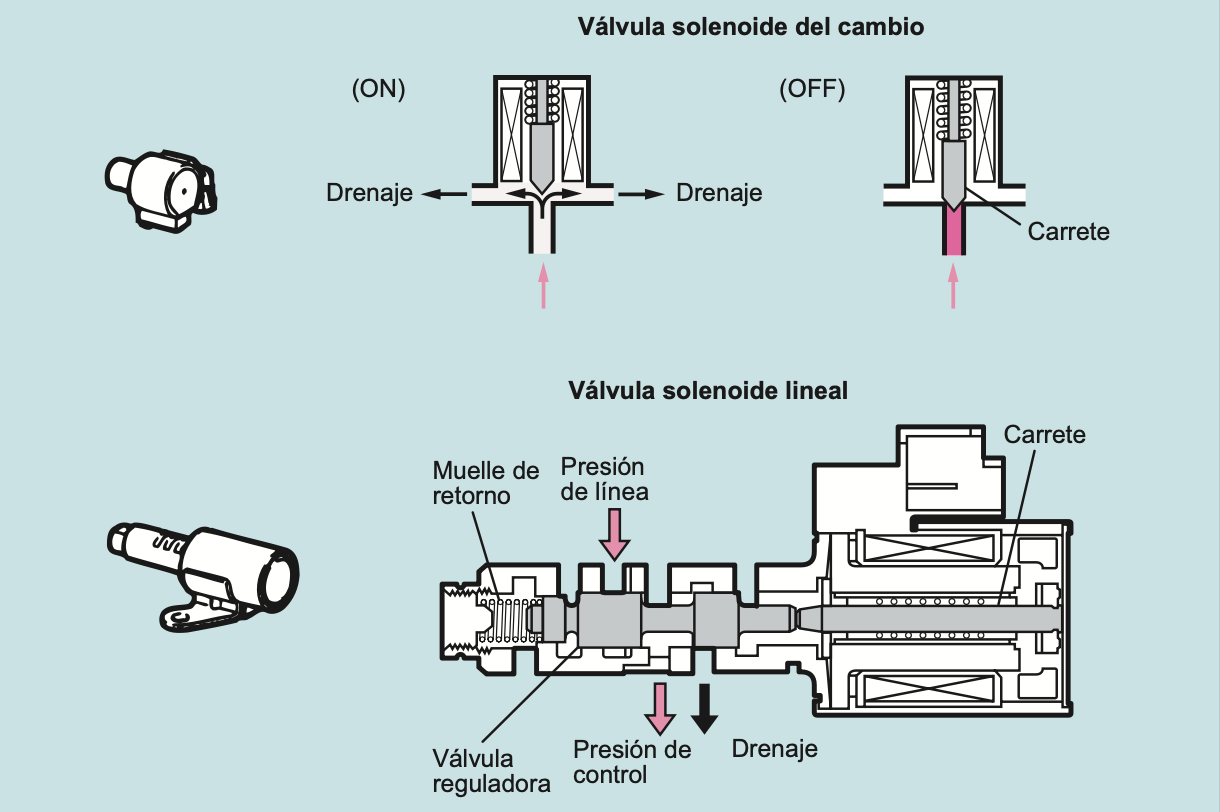 Válvula solenoide del cambio
(ON)
(OFF)
Drenaje
Drenaje
Carrete
Válvula solenoide lineal
Carrete
Muelle de
retorno
Presión
de línea
Válvula
reguladora
Presión de
control
Drenaje